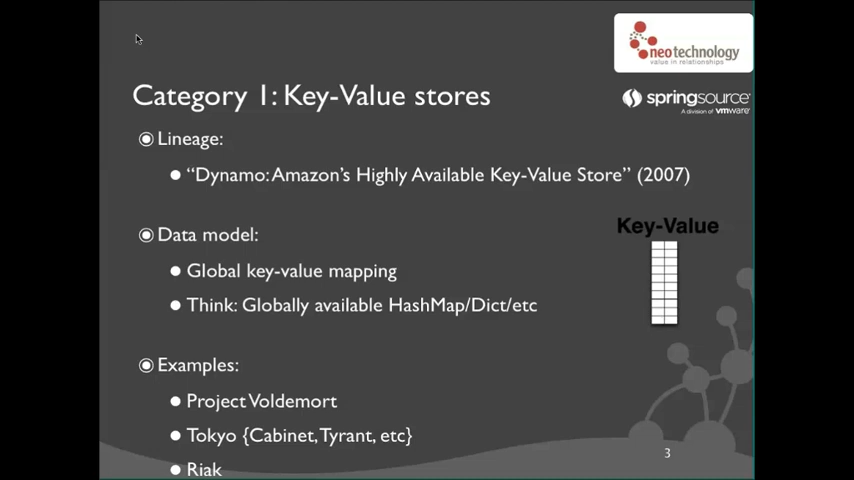 neotechnology
value in relationships
Category 1: Key-Value stores
springsource
A division of vmware
Lineage:
“Dynamo: Amazon’s Highly Available Key-Value Store” (2007)
Data model:
Key-Value
Global key-value mapping
Think: Globally available HashMap/Dict/etc
Examples:
Project Voldemort
Tokyo {Cabinet, Tyrant, etc}
Riak
3